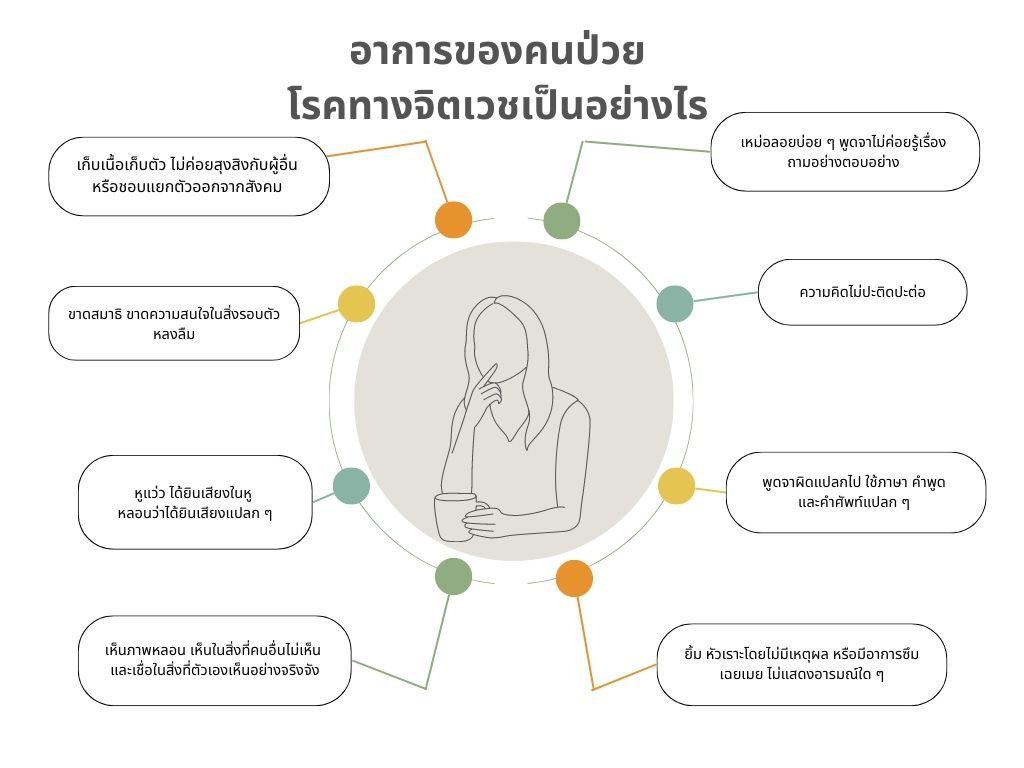 อาการของคนป่วย
โรคทางจิตเวชเป็นอย่างไร
เก็บเนื้อเก็บตัว ไม่ค่อยสุงสิงกับผู้อื่น
หรือชอบแยกตัวออกจากสังคม
เหม่อลอยบ่อย ๆ พูดจาไม่ค่อยรู้เรื่อง
ถามอย่างตอบอย่าง
ขาดสมาธิ ขาดความสนใจในสิ่งรอบตัว
หลงลืม
ความคิดไม่ปะติดปะต่อ
หูแว่ว ได้ยินเสียงในหู
หลอนว่าได้ยินเสียงแปลก ๆ
พูดจาผิดแปลกไป ใช้ภาษา คำพูด
และคำศัพท์แปลก ๆ
เห็นภาพหลอน เห็นในสิ่งที่คนอื่นไม่เห็น
และเชื่อในสิ่งที่ตัวเองเห็นอย่างจริงจัง
ยิ้ม หัวเราะโดยไม่มีเหตุผล หรือมีอาการซึม
เฉยเมย ไม่แสดงอารมณ์ใด ๆ